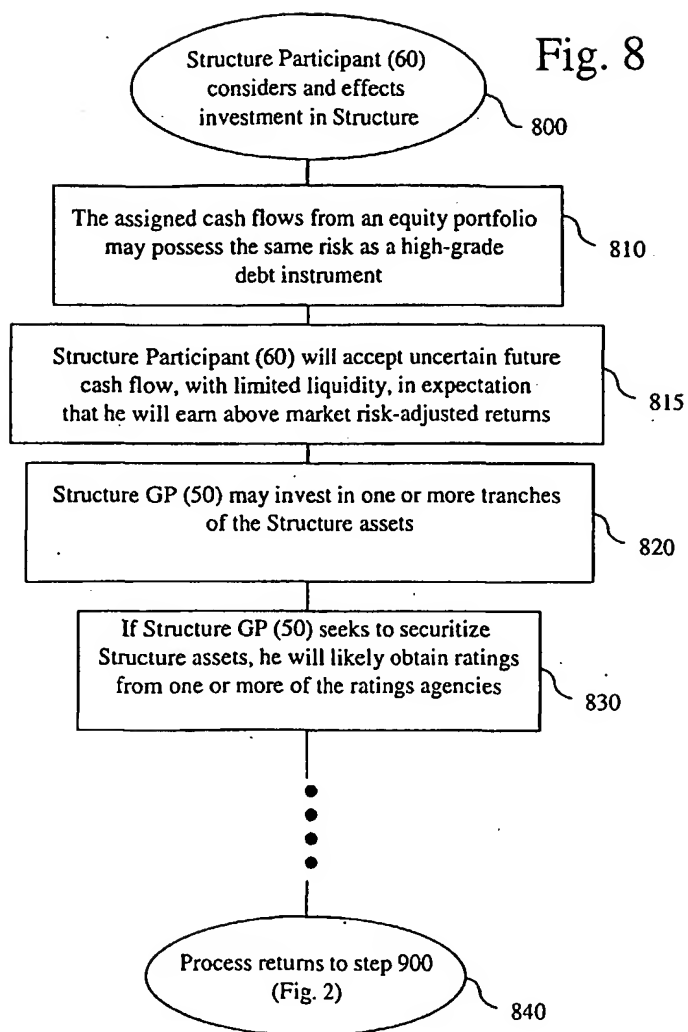 Fig. 8
Structure Participant (60)
considers and effects
investment in Structure
800
The assigned cash flows from an equity portfolio
may possess the same risk as a high-grade
debt instrument
810
Structure Participant (60) will accept uncertain future
cash flow, with limited liquidity, in expectation
that he will earn above market risk-adjusted returns
815
Structure GP (50) may invest in one or more tranches
of the Structure assets
820
If Structure GP (50) seeks to securitize
Structure assets, he will likely obtain ratings
from one or more of the ratings agencies
830
Process returns to step 900
(Fig. 2)
840